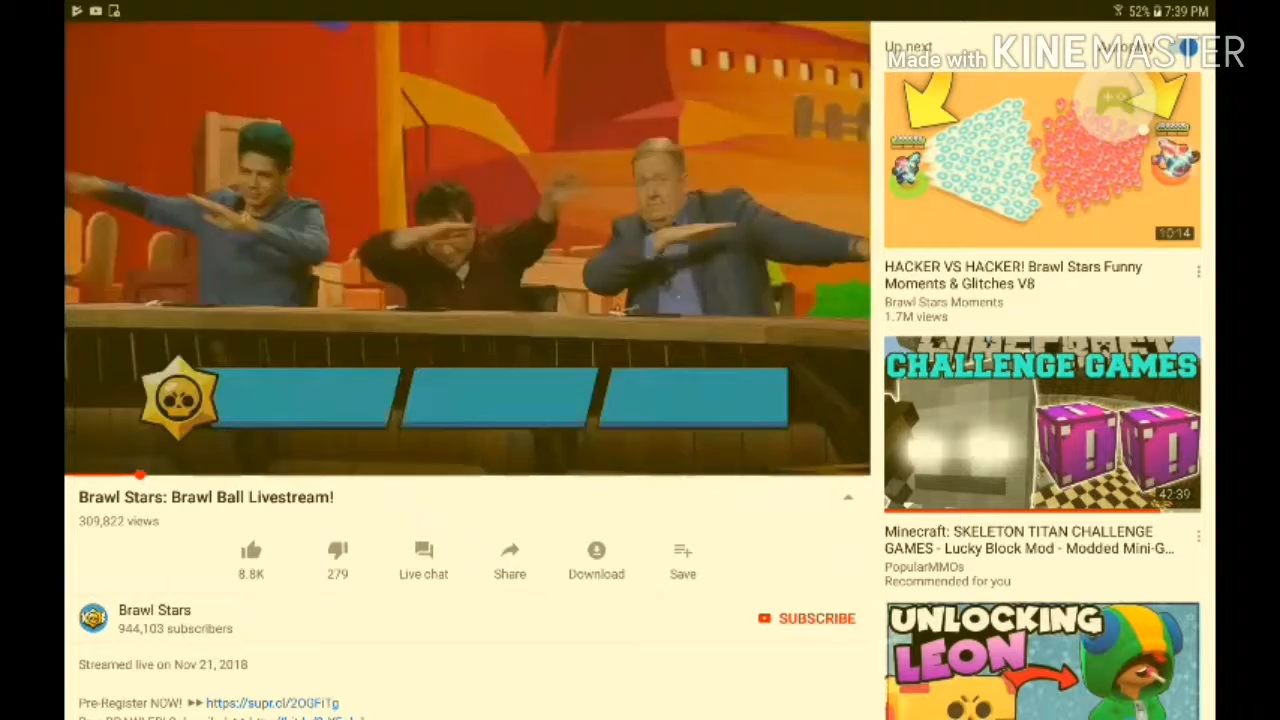 52% 7:39 PM
Up next
Autoplay
Made with KINEMASTER
10:14
HACKER VS HACKER! Brawl Stars Funny
Moments & Glitches V8
Brawl Stars Moments
1.7M views
MINECRAFT
CHALLENGE GAMES
42:39
Minecraft: SKELETON TITAN CHALLENGE
GAMES - Lucky Block Mod - Modded Mini-G...
PopularMMOs
Recommended for you
UNLOCKING
LEON
Brawl Stars: Brawl Ball Livestream!
309,822 views
8.8K
279
Live chat
Share
Download
Save
Brawl Stars
944,103 subscribers
SUBSCRIBE
Streamed live on Nov 21, 2018
Pre-Register NOW! ►► https://supr.cl/2OGFiTg